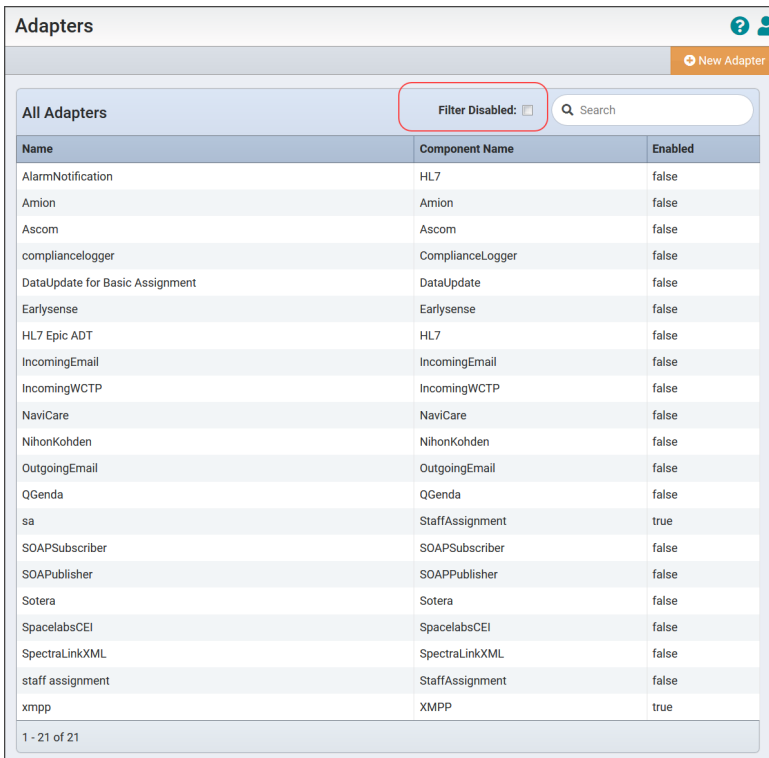 Adapters
New Adapter
All Adapters Filter Disabled: Search
Name Component Name Enabled
AlarmNotification HL7 false
Amion Amion false
Ascom Ascom false
compliancelogger ComplianceLogger false
DataUpdate for Basic Assignment DataUpdate false
Earlysense Earlysense false
HL7 Epic ADT HL7 false
IncomingEmail IncomingEmail false
IncomingWCTP IncomingWCTP false
NaviCare NaviCare false
NihonKohden NihonKohden false
OutgoingEmail OutgoingEmail false
QGenda QGenda false
sa StaffAssignment true
SOAPSubscriber SOAPSubscriber false
SOAPublisher SOAPPublisher false
Sotera Sotera false
SpacelabsCEI SpacelabsCEI false
SpectraLinkXML SpectraLinkXML false
staff assignment StaffAssignment false
xmpp XMPP true
1 - 21 of 21